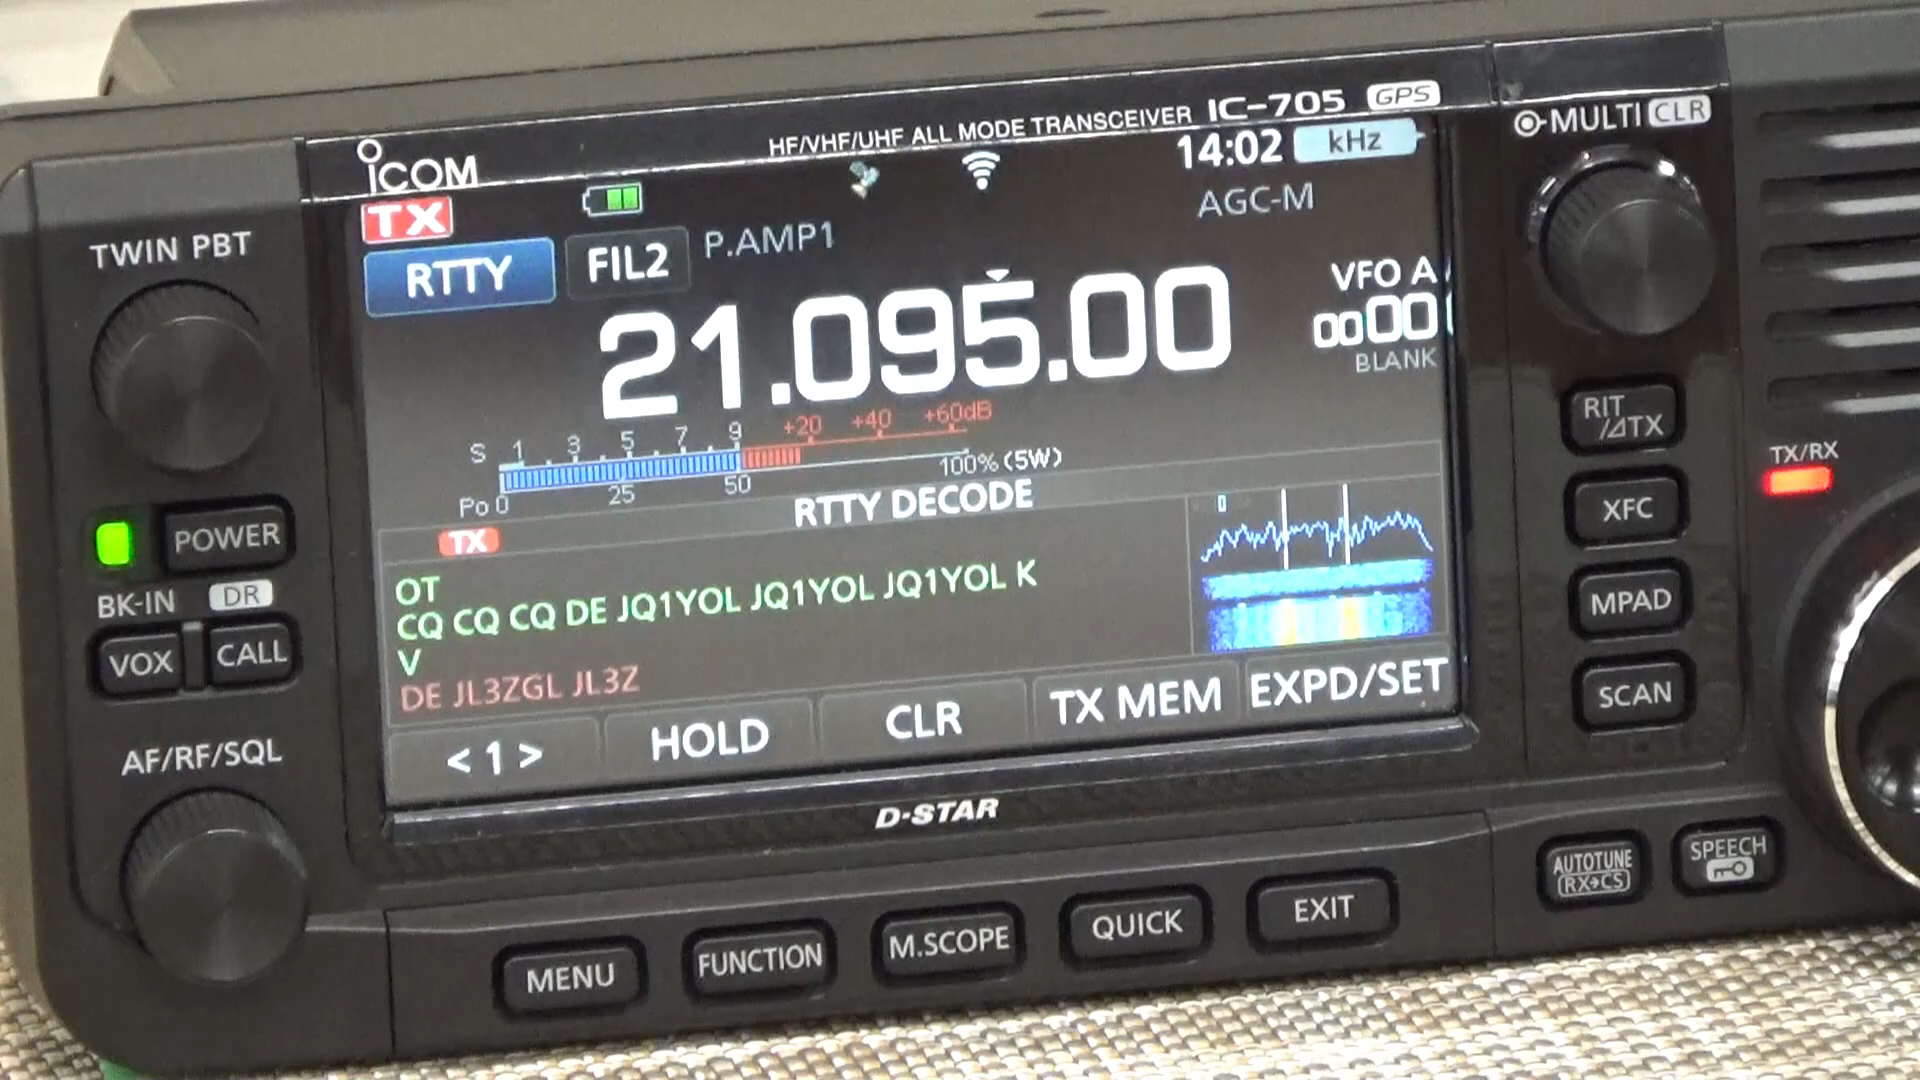 HF/VHF/UHF ALL MODE TRANSCEIVER IC-705 GPS
ICOM
MULTI CLR
14:02 kHz
TX
AGC-M
TWIN PBT
RTTY FIL2 P.AMP1
VFO A
21.095.00
0000
BLANK
S 1 3 5 7 9 +20 +40 +60dB
Po 0 25 50 100% (5W)
RTTY DECODE
TX
OT
CQ CQ CQ DE JQ1YOL JQ1YOL JQ1YOL K
V
DE JL3ZGL JL3Z
< 1 > HOLD CLR TX MEM EXPD/SET
D-STAR
POWER
BK-IN DR
VOX CALL
AF/RF/SQL
RIT
/⊿TX
TX/RX
XFC
MPAD
SCAN
AUTOTUNE
RX→CS
SPEECH
MENU FUNCTION M.SCOPE QUICK EXIT